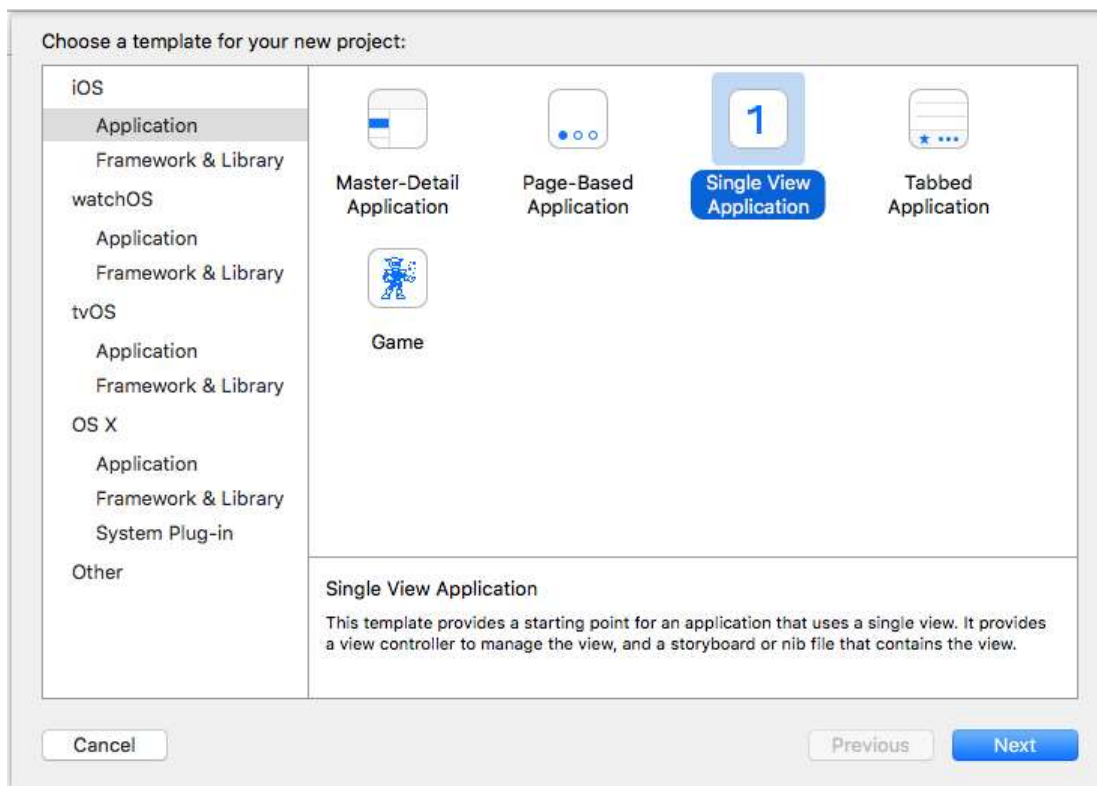 Choose a template for your new project:
iOS
Application
Framework & Library
watchOS
Application
Framework & Library
tvOS
Application
Framework & Library
OS X
Application
Framework & Library
System Plug-in
Other
Master-Detail
Application
Page-Based
Application
1
Single View
Application
Tabbed
Application
Game
Single View Application
This template provides a starting point for an application that uses a single view. It provides
a view controller to manage the view, and a storyboard or nib file that contains the view.
Cancel
Previous
Next